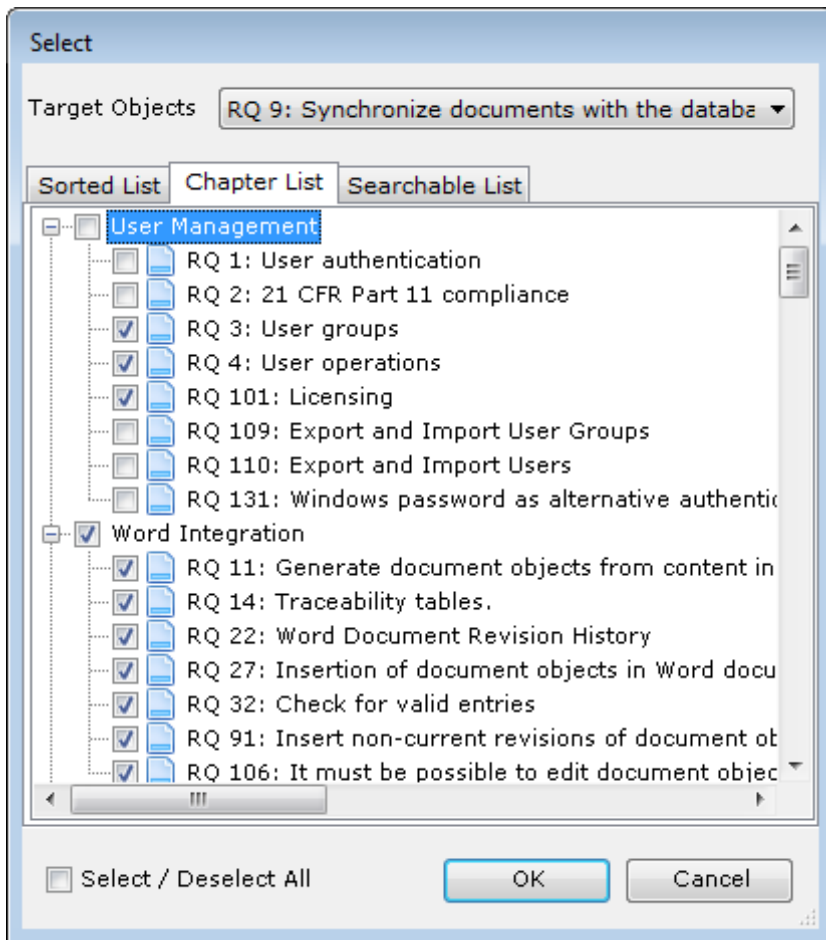 Select
Target Objects RQ 9: Synchronize documents with the databa
Sorted List Chapter List Searchable List
User Management
RQ 1: User authentication
RQ 2: 21 CFR Part 11 compliance
RQ 3: User groups
RQ 4: User operations
RQ 101: Licensing
RQ 109: Export and Import User Groups
RQ 110: Export and Import Users
RQ 131: Windows password as alternative authentic
Word Integration
RQ 11: Generate document objects from content in
RQ 14: Traceability tables.
RQ 22: Word Document Revision History
RQ 27: Insertion of document objects in Word docu
RQ 32: Check for valid entries
RQ 91: Insert non-current revisions of document ob
RQ 106: It must be possible to edit document objec
Select / Deselect All OK Cancel